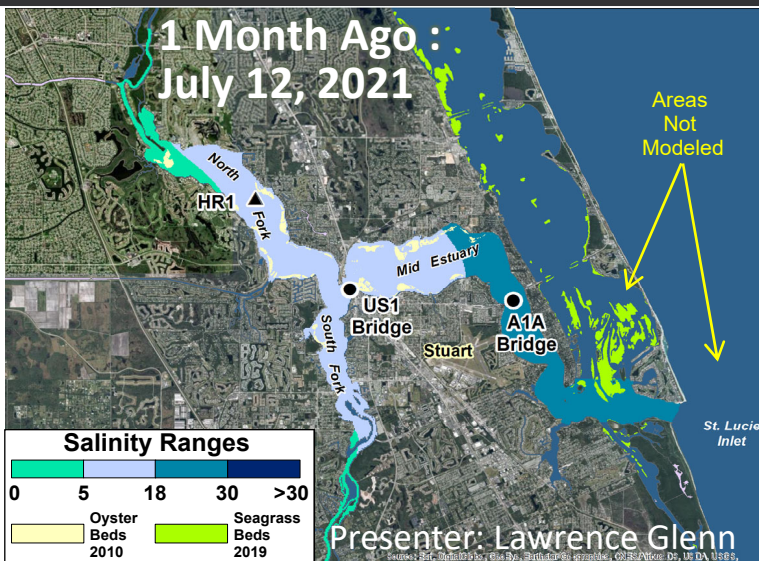 1 Month Ago :
July 12, 2021
Areas
Not
Modeled
North
Fork
HR1
Mid Estuary
US1
Bridge
A1A
Bridge
South
Fork
Stuart
St. Lucie
Inlet
Salinity Ranges
0 5 18 30 >30
Oyster
Beds
2010
Seagrass
Beds
2019
Presenter: Lawrence Glenn